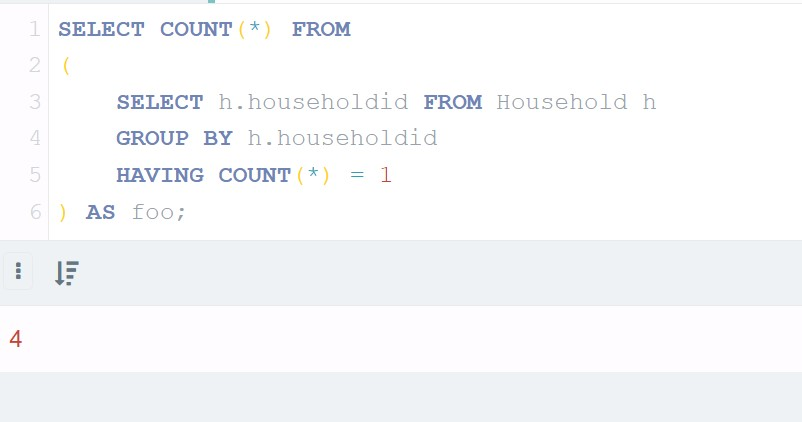 1 SELECT COUNT(*) FROM
2 (
3     SELECT h.householdid FROM Household h
4     GROUP BY h.householdid
5     HAVING COUNT(*) = 1
6 ) AS foo;
4